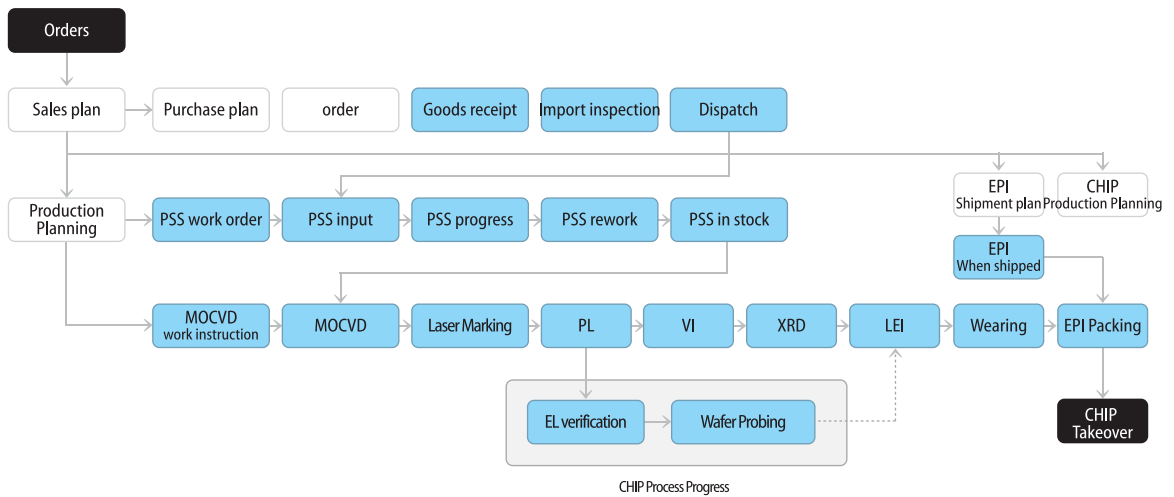 Orders
Sales plan
Purchase plan
order
Goods receipt
Import inspection
Dispatch
Production
Planning
PSS work order
PSS input
PSS progress
PSS rework
PSS in stock
EPI
Shipment plan
CHIP
Production Planning
EPI
When shipped
MOCVD
work instruction
MOCVD
Laser Marking
PL
VI
XRD
LEI
Wearing
EPI Packing
EL verification
Wafer Probing
CHIP
Takeover
CHIP Process Progress